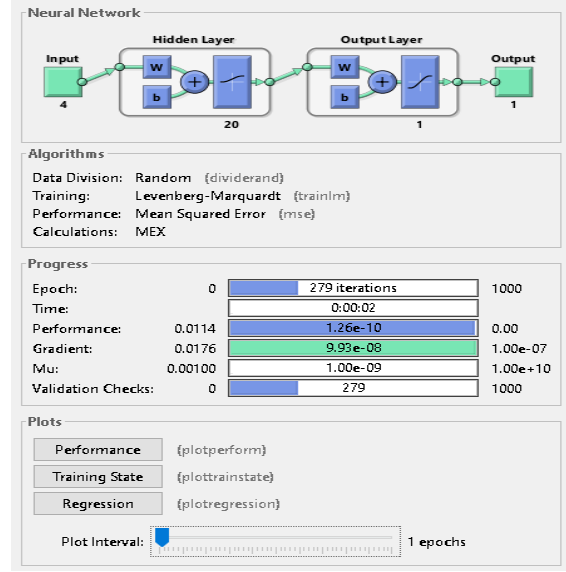 Neural Network
Hidden Layer
Output Layer
Input
W
b
+
W
b
+
Output
4
20
1
1
Algorithms
Data Division: Random (dividerand)
Training: Levenberg-Marquardt (trainlm)
Performance: Mean Squared Error (mse)
Calculations: MEX
Progress
Epoch: 0 279 iterations 1000
Time: 0:00:02
Performance: 0.0114 1.26e-10 0.00
Gradient: 0.0176 9.93e-08 1.00e-07
Mu: 0.00100 1.00e-09 1.00e+10
Validation Checks: 0 279 1000
Plots
Performance (plotperform)
Training State (plottrainstate)
Regression (plotregression)
Plot Interval: 1 epochs